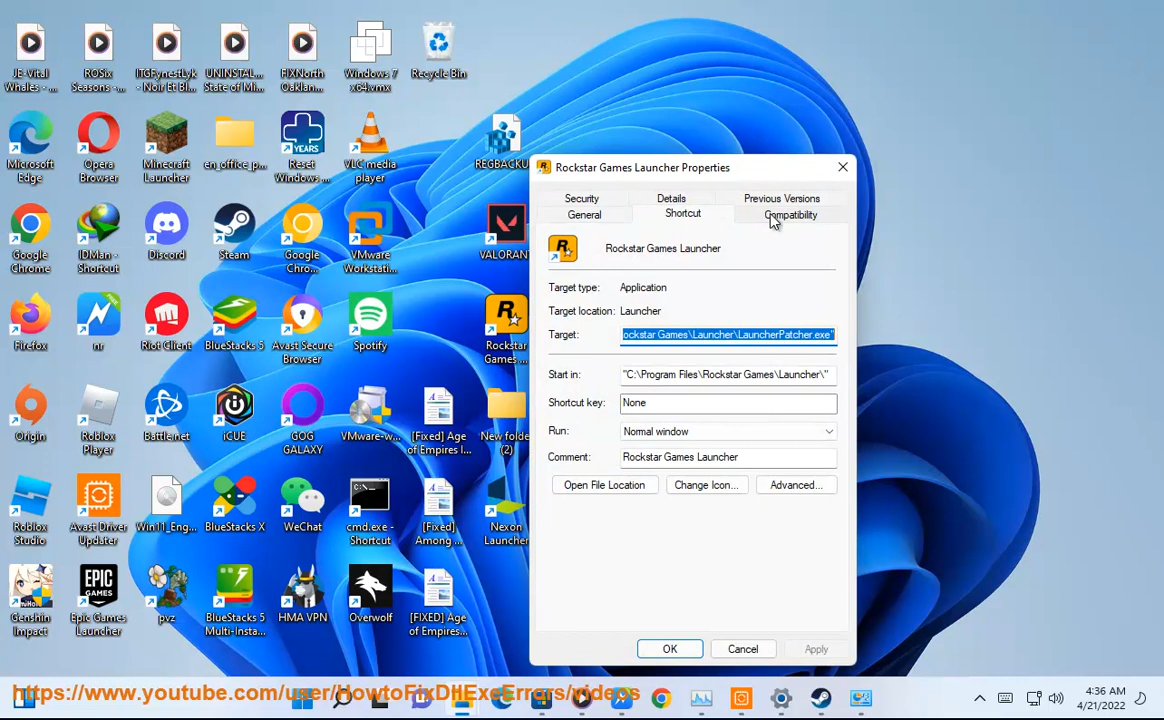 JE-Vital
Whales - ...
ROSix
Seasons -...
ITGFynestLyk
- Noir Et Bl...
UNINSTAL...
State of Mi...
FIXNorth
Oaklan...
Windows 7
x64.vmx
Recycle Bin
Microsoft
Edge
Opera
Browser
Minecraft
Launcher
en_office_p...
YEARS
Reset
Windows ...
VLC media
player
REGBACKU
Google
Chrome
IDMan -
Shortcut
Discord
Steam
Google
Chro...
VMware
Workstati...
VALORANT
Firefox
nr
Riot Client
BlueStacks 5
Avast Secure
Browser
Spotify
Rockstar
Games ...
Origin
Roblox
Player
Battle.net
iCUE
GOG
GALAXY
VMware-w...
[Fixed] Age
of Empires I...
New folde
(2)
Roblox
Studio
Avast Driver
Updater
Win11_Eng...
BlueStacks X
WeChat
cmd.exe -
Shortcut
[Fixed]
Among ...
Nexon
Launcher
Genshin
Impact
EPIC
GAMES
Epic Games
Launcher
pvz
BlueStacks 5
Multi-Insta...
HMA VPN
Overwolf
[FIXED] Age
of Empires...
Rockstar Games Launcher Properties
Security Details Previous Versions
General Shortcut Compatibility
Rockstar Games Launcher
Target type: Application
Target location: Launcher
Target: ockstar Games\Launcher\LauncherPatcher.exe"
Start in: "C:\Program Files\Rockstar Games\Launcher\"
Shortcut key: None
Run: Normal window
Comment: Rockstar Games Launcher
Open File Location Change Icon... Advanced...
OK Cancel Apply
https://www.youtube.com/user/HowtoFixDllExeErrors/videos
4:36 AM
4/21/2022